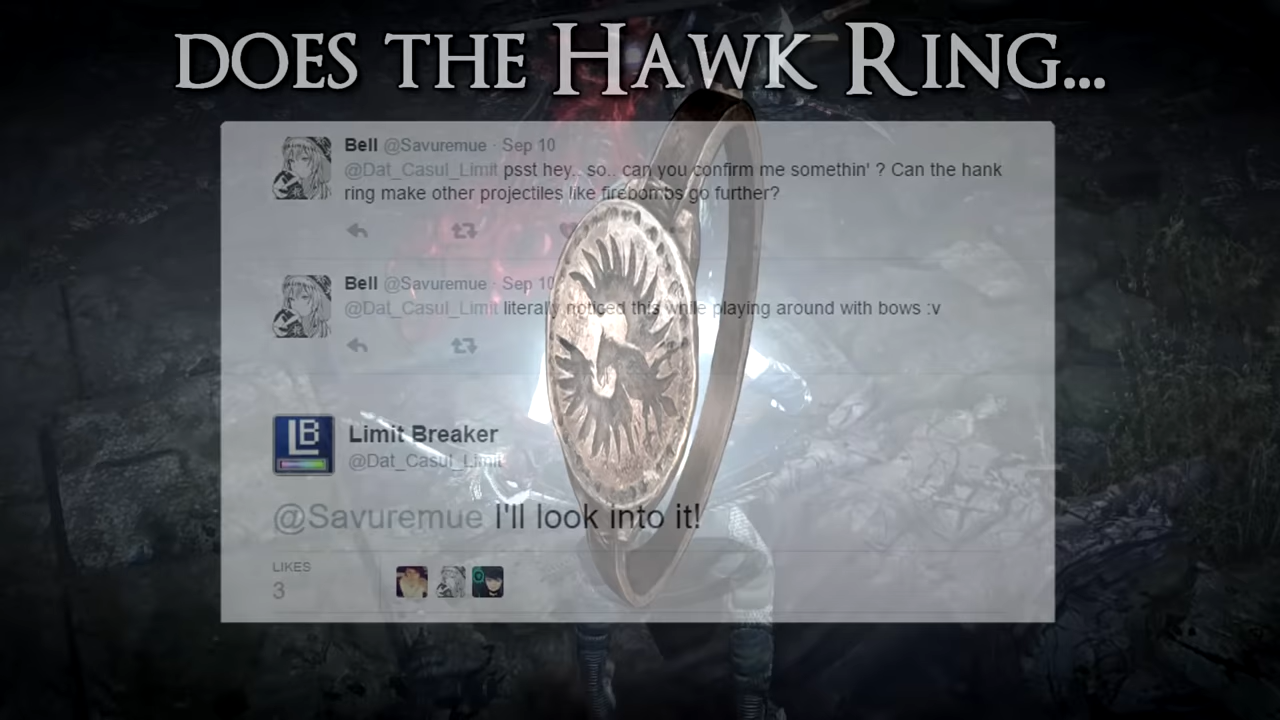 DOES THE HAWK RING...
Bell @Savuremue · Sep 10
@Dat_Casul_Limit psst hey.. so.. can you confirm me somethin' ? Can the hank
ring make other projectiles like firebombs go further?
Bell @Savuremue · Sep 10
@Dat_Casul_Limit literally noticed this while playing around with bows :v
LB
Limit Breaker
@Dat_Casul_Limit
@Savuremue I'll look into it!
LIKES
3